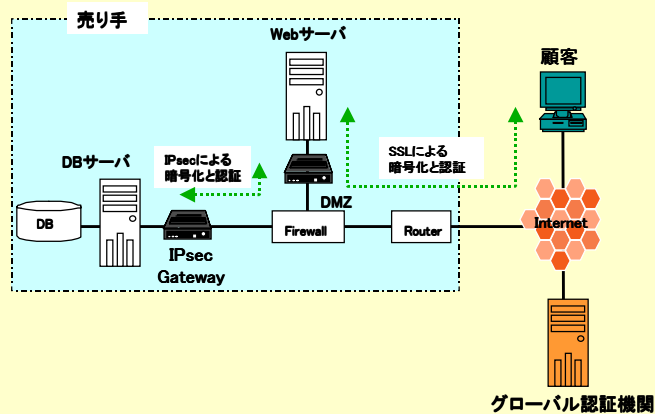 売り手
Webサーバ
顧客
DBサーバ
IPsecによる
暗号化と認証
SSLによる
暗号化と認証
DMZ
DB
IPsec
Gateway
Firewall
Router
Internet
グローバル認証機関